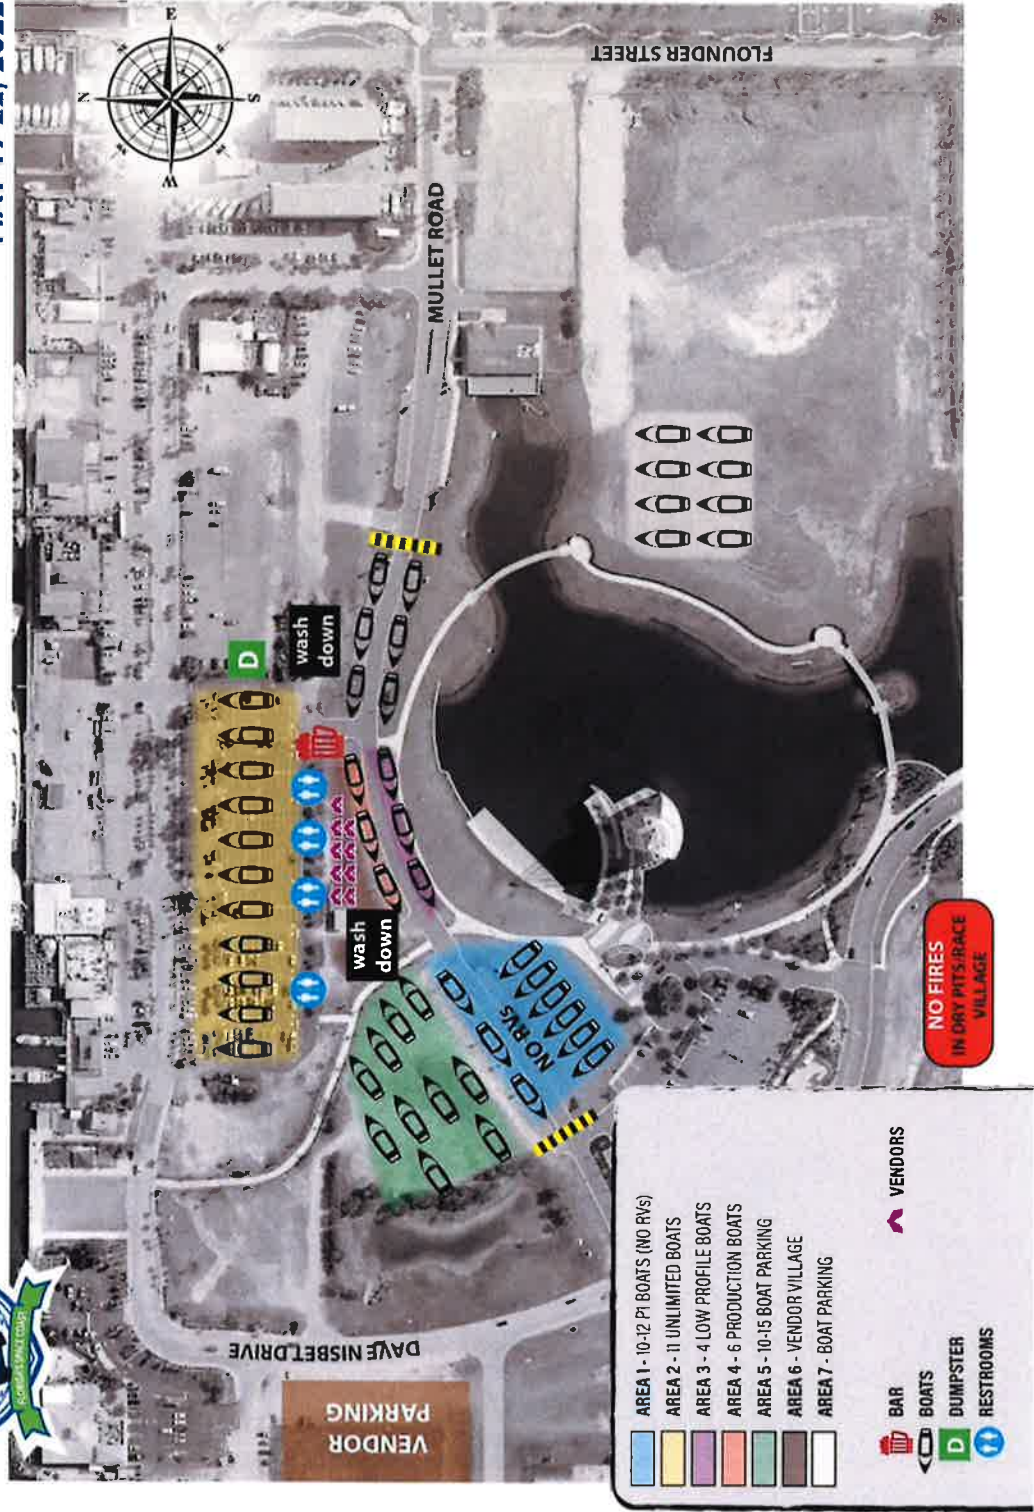 FLORIDA'S SPACE COAST
N
E
S
W
FLOUNDER STREET
MULLET ROAD
D
wash
down
wash
down
NO RVs
DAVE NISBET DRIVE
VENDOR
PARKING
NO FIRES
IN DRY PITS/RACE
VILLAGE
AREA 1 - 10-12 P1 BOATS (NO RVs)
AREA 2 - 11 UNLIMITED BOATS
AREA 3 - 4 LOW PROFILE BOATS
AREA 4 - 6 PRODUCTION BOATS
AREA 5 - 10-15 BOAT PARKING
AREA 6 - VENDOR VILLAGE
AREA 7 - BOAT PARKING
BAR
BOATS
D DUMPSTER
RESTROOMS
VENDORS